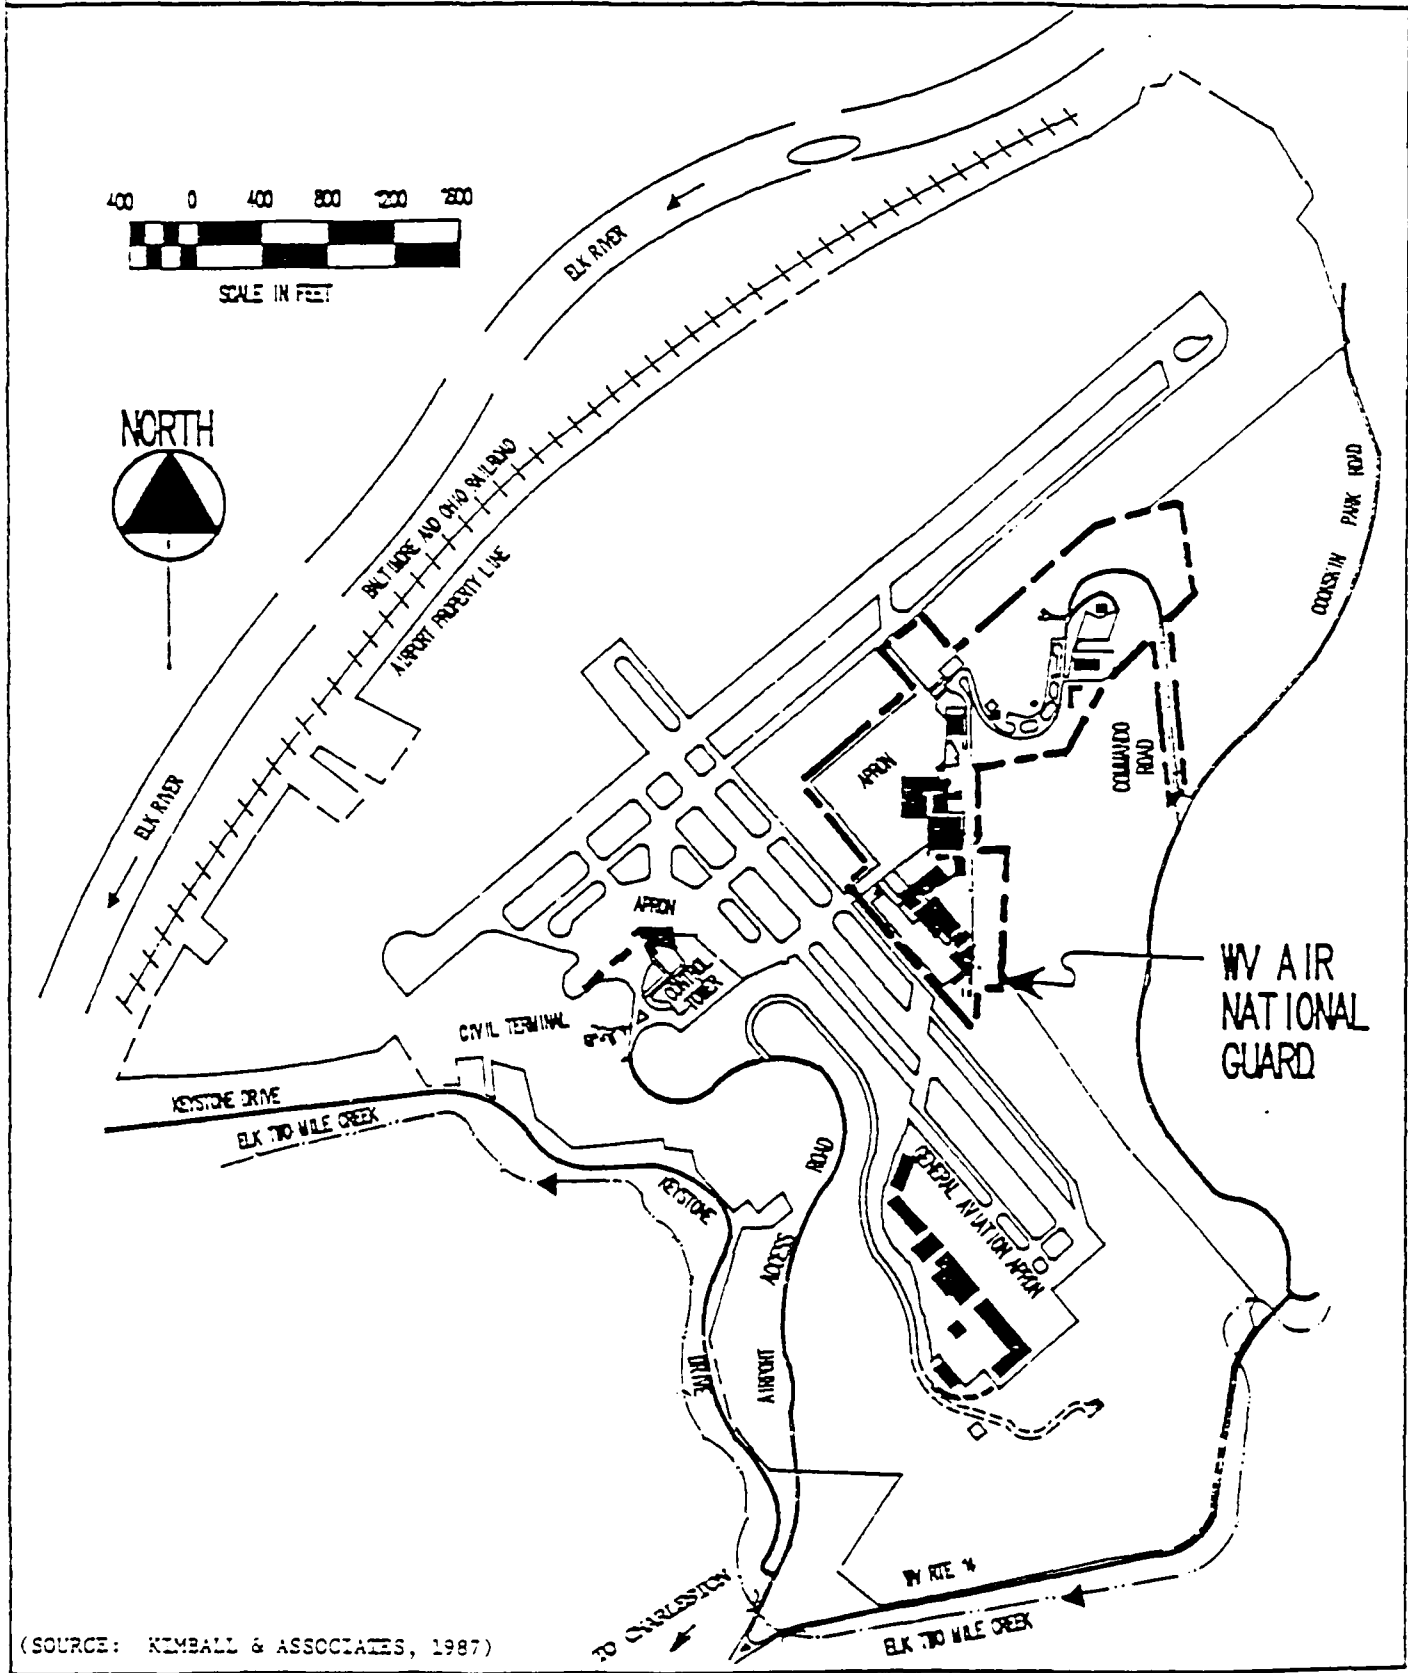 400 0 400 800 1200 1600
SCALE IN FEET
ELK RIVER
NORTH
BALTIMORE AND OHIO RAILROAD
AIRPORT PROPERTY LINE
COONSKIN PARK ROAD
ELK RIVER
COMMANDO
ROAD
APRON
APRON
CONTROL
TOWER
CIVIL TERMINAL
WV AIR
NATIONAL
GUARD
KEYSTONE DRIVE
ELK TWO MILE CREEK
KEYSTONE
DRIVE
AIRPORT
ACCESS
ROAD
GENERAL AVIATION APRON
WV RTE
ELK TWO MILE CREEK
TO CHARLESTON
(SOURCE: KIMBALL & ASSOCIATES, 1987)